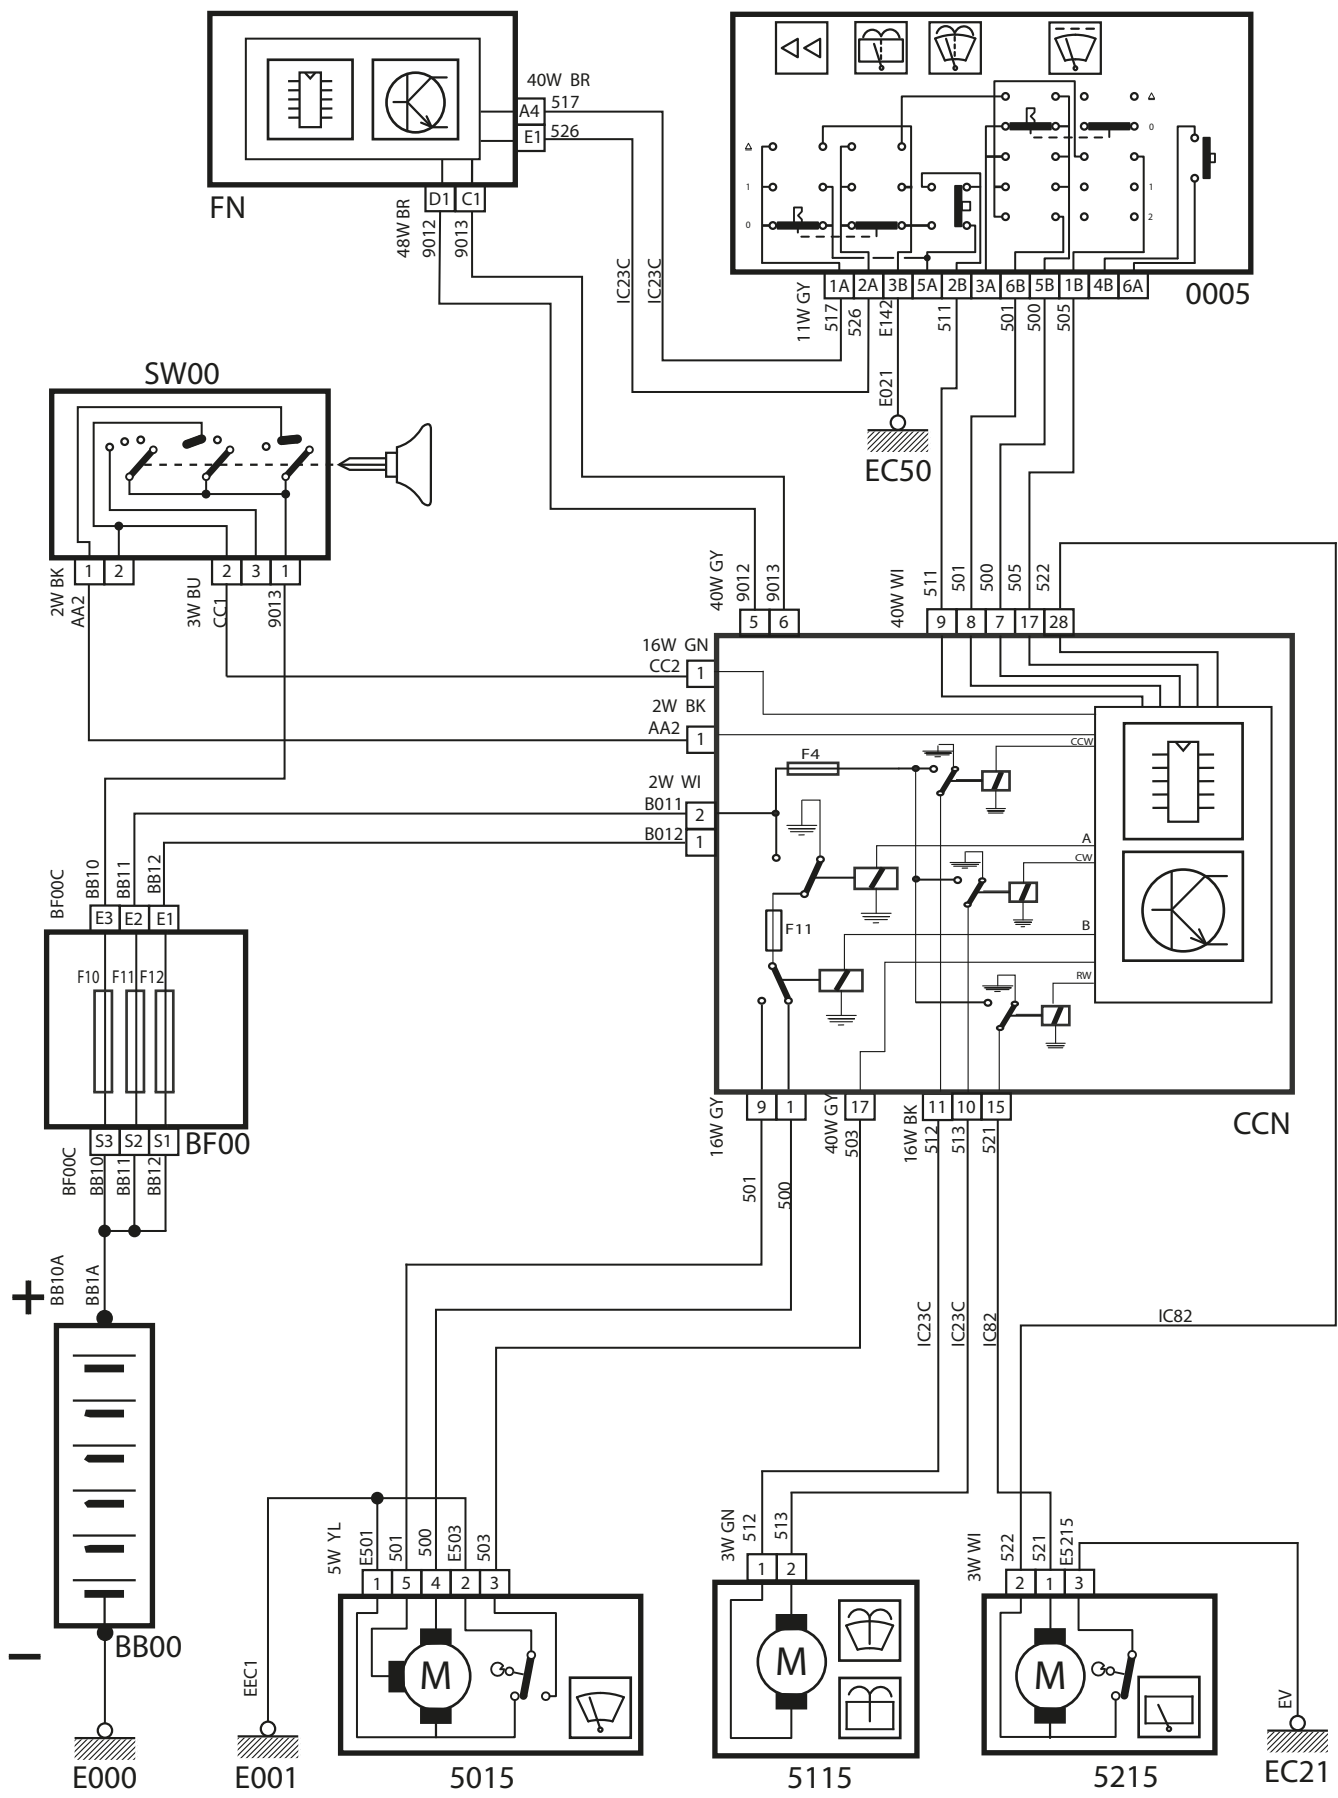 40W BR
A4 517
E1 526
FN
D1 C1
48W BR
9012
9013
IC23C
IC23C
1
0
0
1
2
1A 2A 3B 5A 2B 3A 6B 5B 1B 4B 6A
0005
11W GY
517
526
E142
511
501
500
505
E021
EC50
SW00
1 2
2 3 1
2W BK
AA2
3W BU
CC1
9013
40W GY
9012
9013
40W WI
511
501
500
505
522
5 6
9 8 7 17 28
16W GN
CC2 1
2W BK
AA2 1
2W WI
B011 2
B012 1
F4
CCW
A
CW
B
F11
RW
BF00C
BB10
BB11
BB12
E3 E2 E1
F10 F11 F12
S3 S2 S1
BF00
BF00C
BB10
BB11
BB12
9 1 17 11 10 15
CCN
16W GY
501
500
40W GY
503
16W BK
512
513
521
+
BB10A
BB1A
IC23C
IC23C
IC82
IC82
5W YL
E501
501
500
E503
503
1 5 4 2 3
3W GN
512
513
1 2
3W WI
522
521
E5215
2 1 3
M
M
M
−
BB00
EEC1
EV
E000
E001
5015
5115
5215
EC21